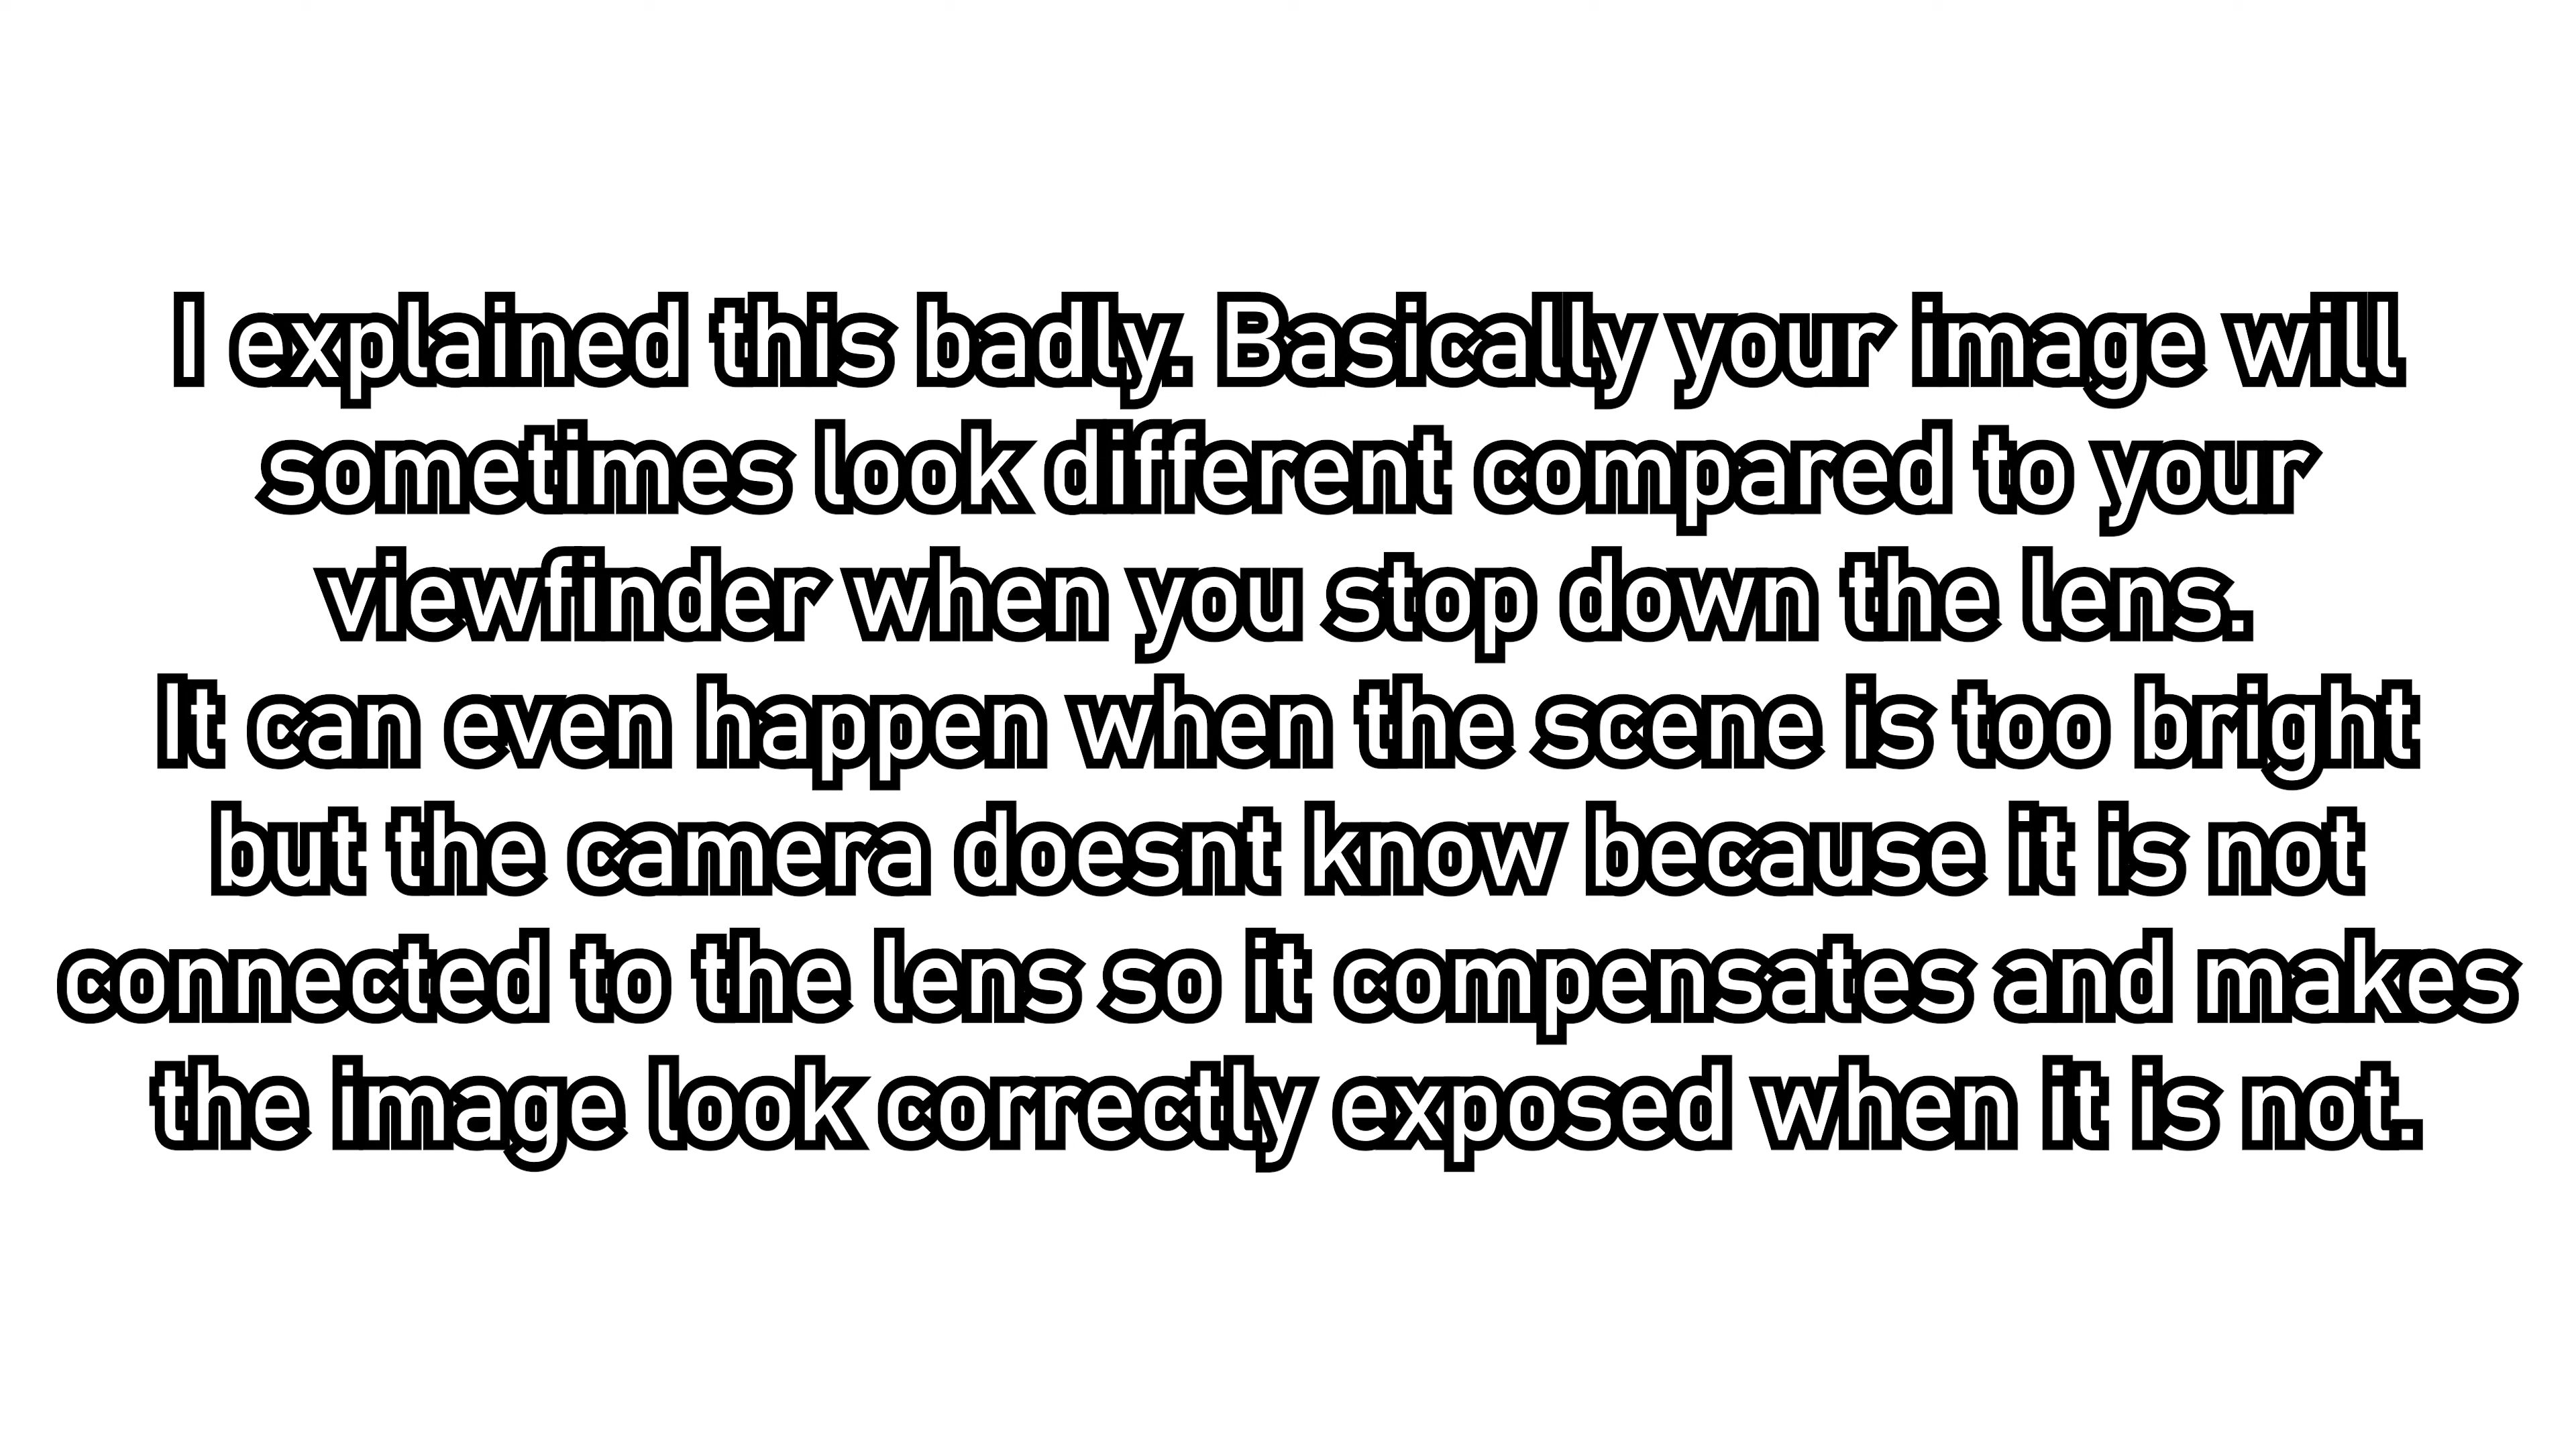 I explained this badly. Basically your image will
sometimes look different compared to your
viewfinder when you stop down the lens.
It can even happen when the scene is too bright
but the camera doesnt know because it is not
connected to the lens so it compensates and makes
the image look correctly exposed when it is not.